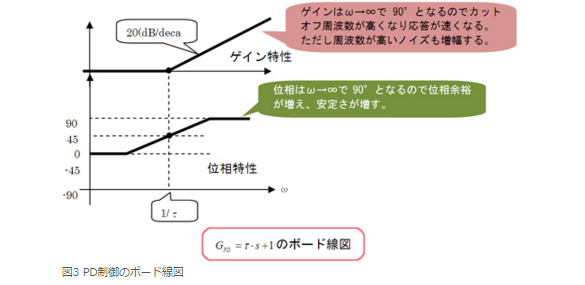 ゲインはω→∞で 90°となるのでカット
オフ周波数が高くなり応答が速くなる。
ただし周波数が高いノイズも増幅する。
20(dB/deca
ゲイン特性
位相はω→∞で 90°となるので位相余裕
が増え、安定さが増す。
90
45
0
-45
-90
位相特性
ω
1/τ
G_PD = τ・s+1 のボード線図
図3 PD制御のボード線図